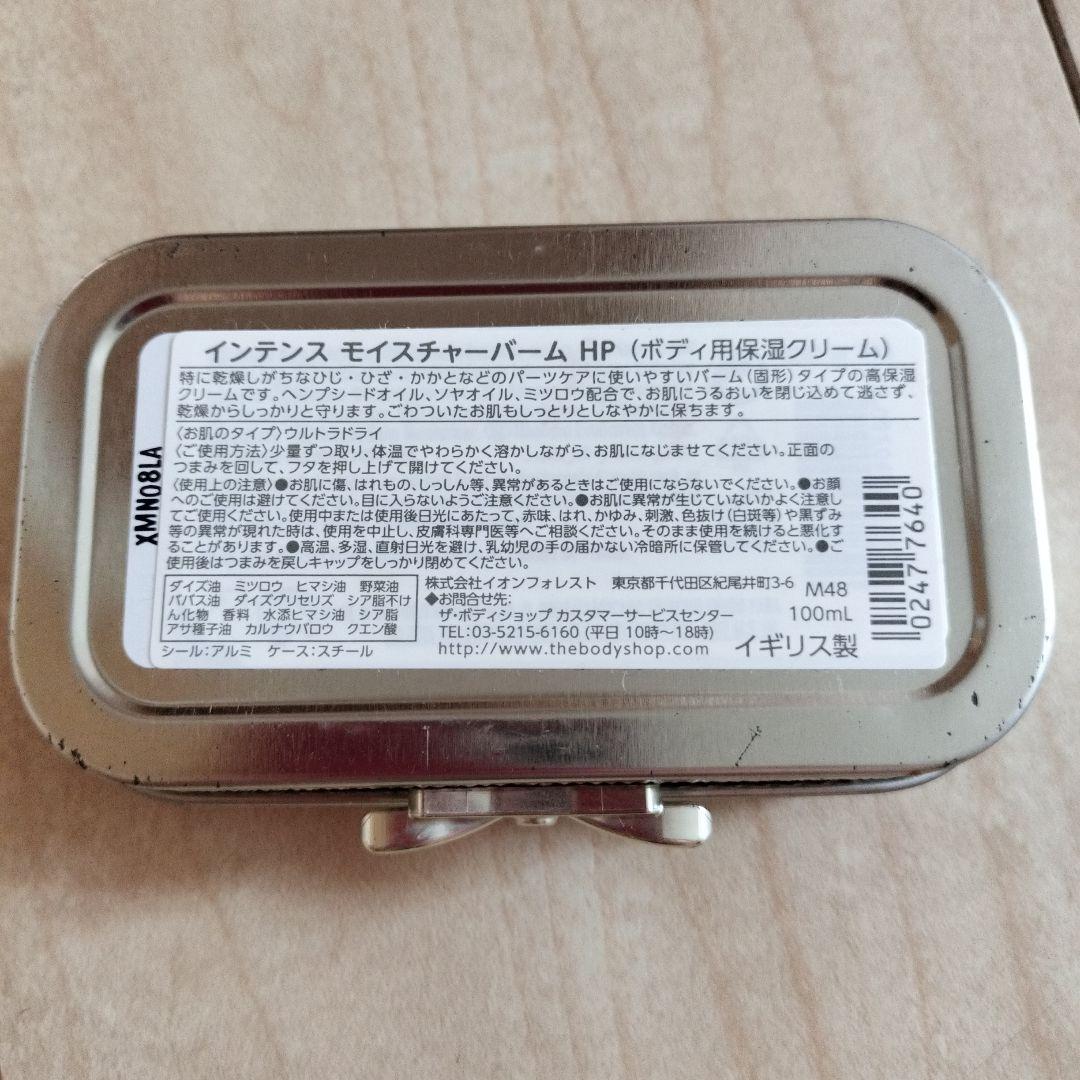 インテンス モイスチャーバーム HP（ボディ用保湿クリーム）
特に乾燥しがちなひじ・ひざ・かかとなどのパーツケアに使いやすいバーム（固形）タイプの高保湿
クリームです。ヘンプシードオイル、ソヤオイル、ミツロウ配合で、お肌にうるおいを閉じ込めて逃さず、
乾燥からしっかりと守ります。ごわついたお肌もしっとりとしなやかに保ちます。
〈お肌のタイプ〉ウルトラドライ
〈ご使用方法〉少量ずつ取り、体温でやわらかく溶かしながら、お肌になじませてください。正面の
つまみを回して、フタを押し上げて開けてください。
〈使用上の注意〉●お肌に傷、はれもの、しっしん等、異常があるときはご使用にならないでください。●お顔
へのご使用は避けてください。目に入らないようご注意ください。●お肌に異常が生じていないかよく注意し
てご使用ください。使用中または使用後日光にあたって、赤味、はれ、かゆみ、刺激、色抜け（白斑等）や黒ずみ
等の異常が現れた時は、使用を中止し、皮膚科専門医等へご相談ください。そのまま使用を続けると悪化す
ることがあります。●高温、多湿、直射日光を避け、乳幼児の手の届かない冷暗所に保管してください。●ご
使用後はつまみを戻しキャップをしっかり閉めてください。
ダイズ油 ミツロウ ヒマシ油 野菜油
パパス油 ダイズグリセリズ シア脂不け
ん化物 香料 水添ヒマシ油 シア脂
アサ種子油 カルナウバロウ クエン酸
シール：アルミ ケース：スチール
株式会社イオンフォレスト 東京都千代田区紀尾井町3-6
◆お問合せ先：
ザ・ボディショップ カスタマーサービスセンター
TEL：03-5215-6160（平日 10時〜18時）
http://www.thebodyshop.com
M48
100mL
イギリス製
02477640
XMN08LA